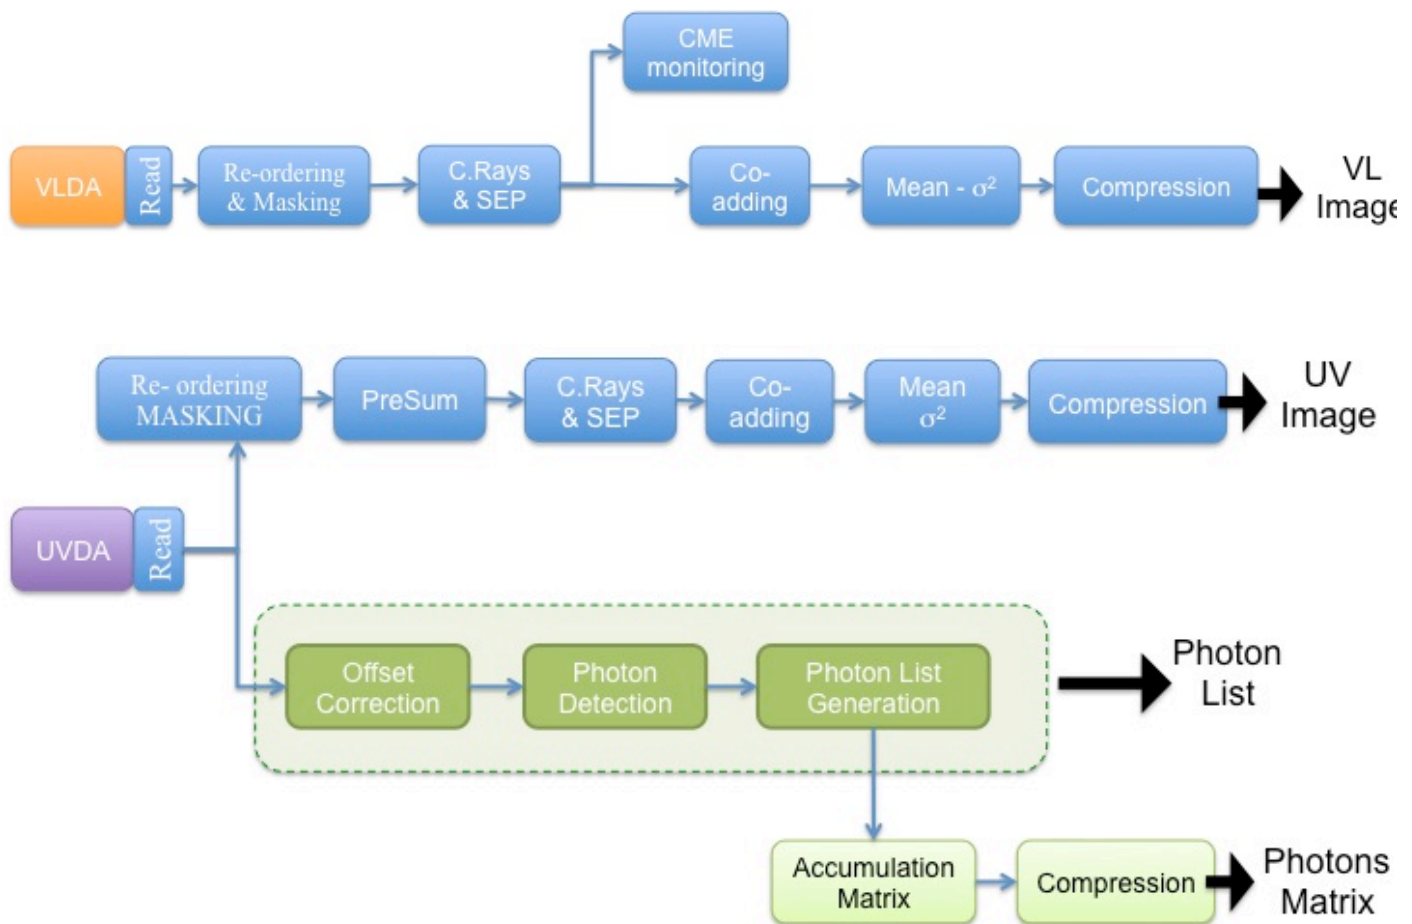 CME
monitoring
VLDA
Read
Re-ordering
& Masking
C.Rays
& SEP
Co-
adding
Mean - σ²
Compression
VL
Image
Re- ordering
MASKING
PreSum
C.Rays
& SEP
Co-
adding
Mean
σ²
Compression
UV
Image
UVDA
Read
Offset
Correction
Photon
Detection
Photon List
Generation
Photon
List
Accumulation
Matrix
Compression
Photons
Matrix